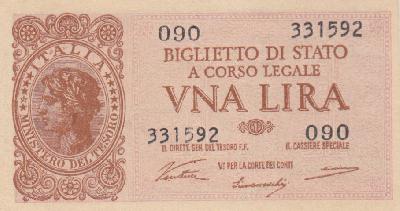 090 331592
BIGLIETTO DI STATO
A CORSO LEGALE
VNA LIRA
331592 090
IL DIRETT. GEN. DEL TESORO F.F. IL CASSIERE SPECIALE
VI PER LA CORTE DEI CONTI
ITALIA
MINISTERO DEL TESORO